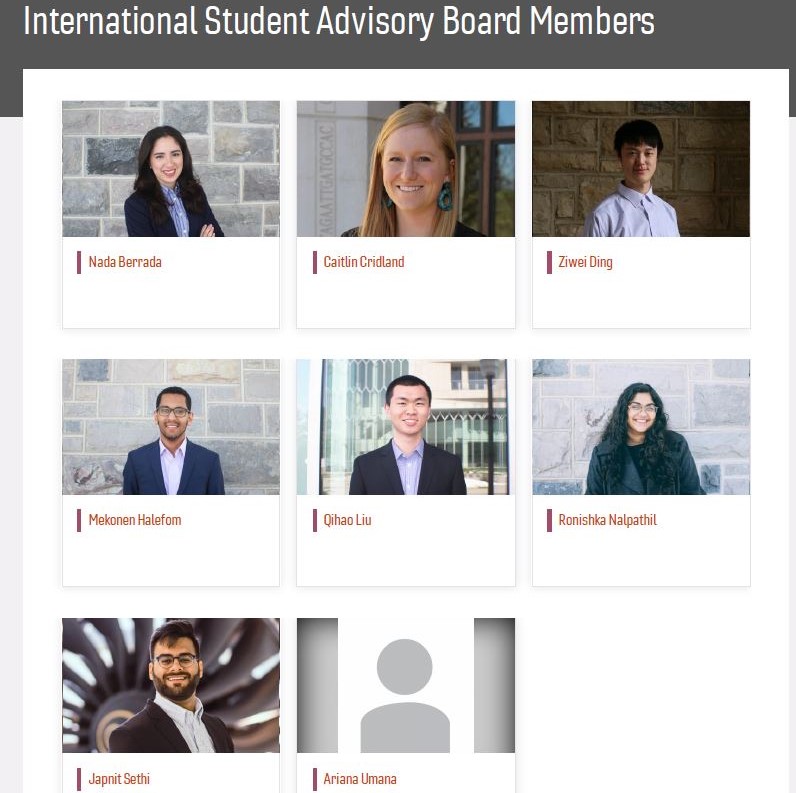 International Student Advisory Board Members
Nada Berrada
Caitlin Cridland
Ziwei Ding
Mekonen Halefom
Qihao Liu
Ronishka Nalpathil
Japnit Sethi
Ariana Umana